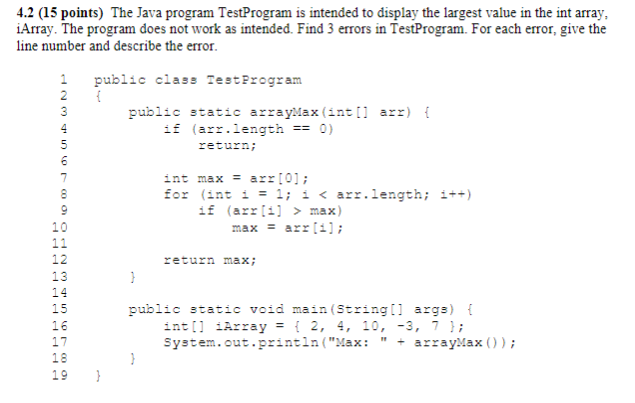 4.2 (15 points) The Java program TestProgram is intended to display the largest value in the int array,
iArray. The program does not work as intended. Find 3 errors in TestProgram. For each error, give the
line number and describe the error.
1 public class TestProgram
2 {
3 public static arrayMax(int[] arr) {
4 if (arr.length == 0)
5 return;
6
7 int max = arr[0];
8 for (int i = 1; i < arr.length; i++)
9 if (arr[i] > max)
10 max = arr[i];
11
12 return max;
13 }
14
15 public static void main(String[] args) {
16 int[] iArray = { 2, 4, 10, -3, 7 };
17 System.out.println("Max: " + arrayMax());
18 }
19 }